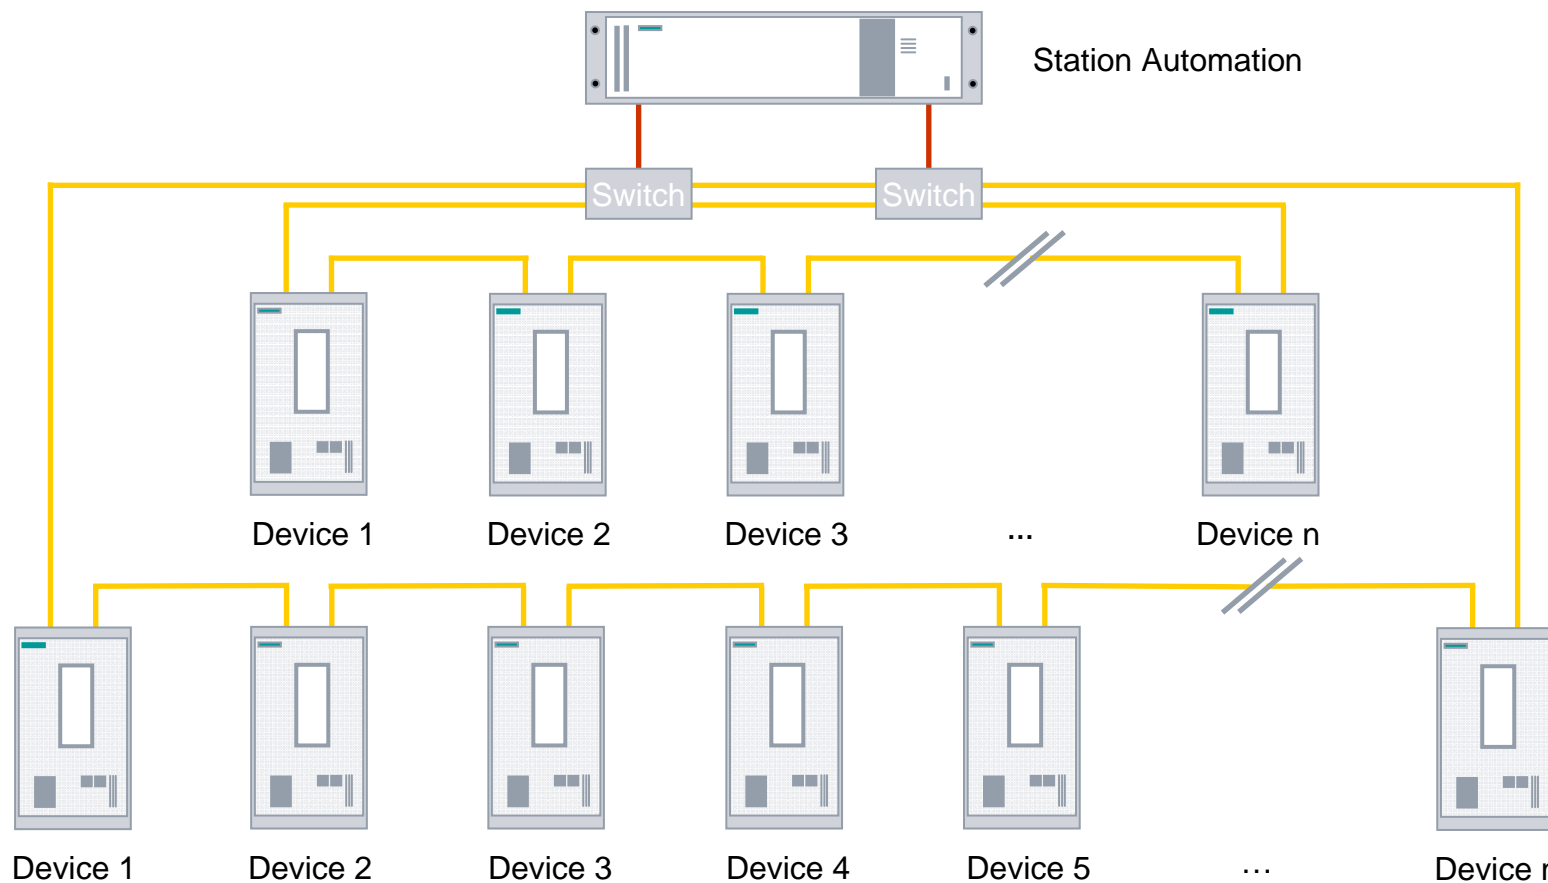 Station Automation
Switch Switch
Device 1 Device 2 Device 3 ... Device n
Device 1 Device 2 Device 3 Device 4 Device 5 ... Device